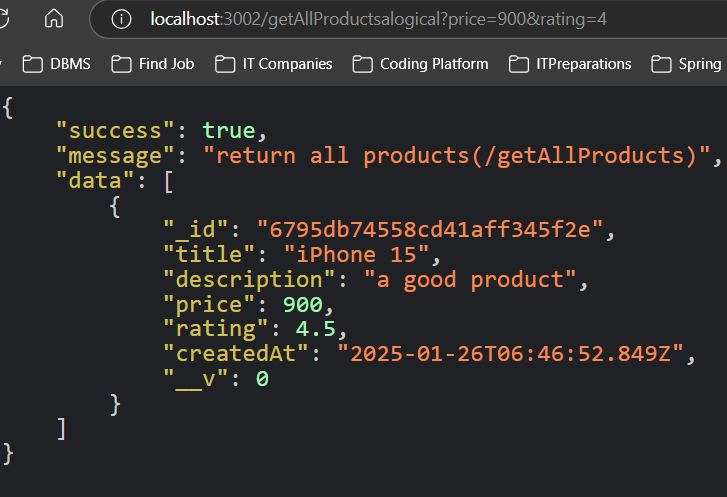 localhost:3002/getAllProductsalogical?price=900&rating=4
DBMS Find Job IT Companies Coding Platform ITPreparations Spring
{
"success": true,
"message": "return all products(/getAllProducts)",
"data": [
{
"_id": "6795db74558cd41aff345f2e",
"title": "iPhone 15",
"description": "a good product",
"price": 900,
"rating": 4.5,
"createdAt": "2025-01-26T06:46:52.849Z",
"__v": 0
}
]
}